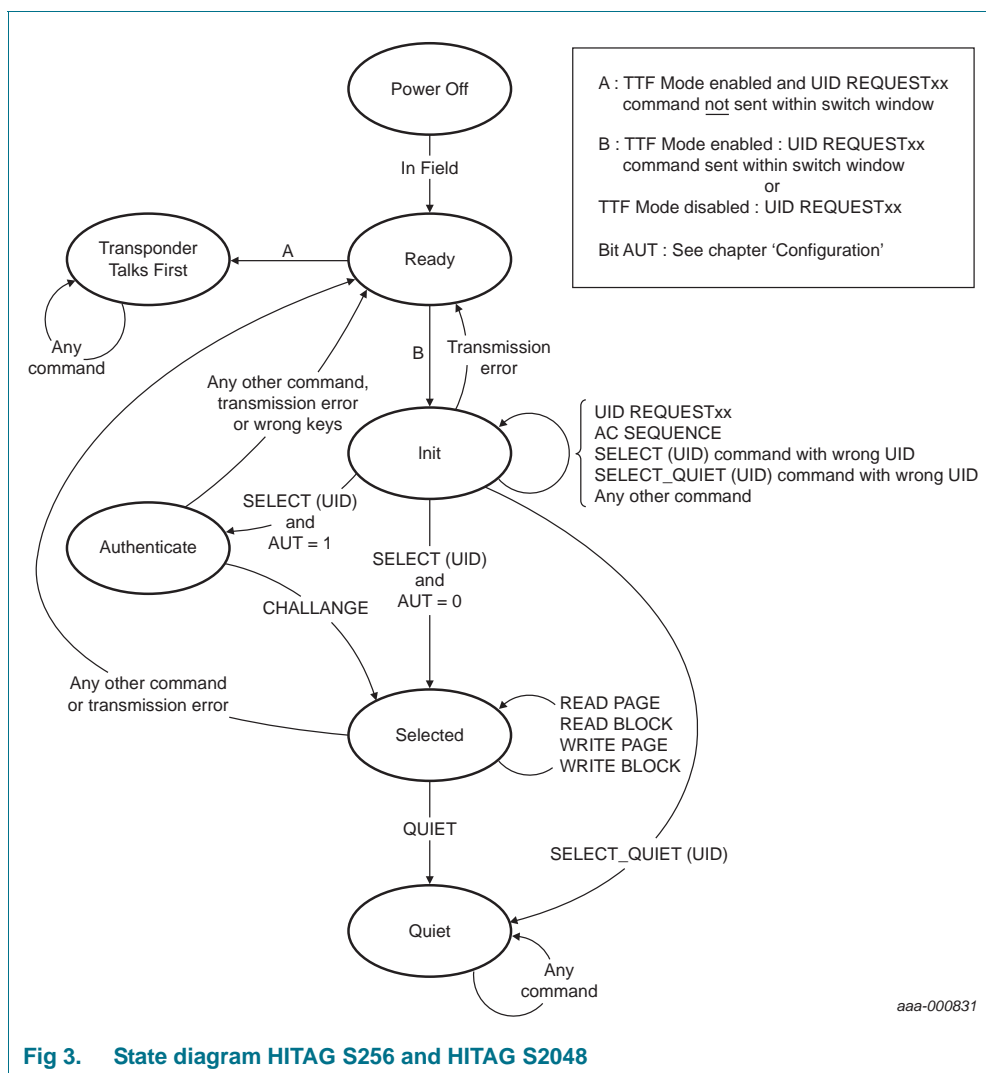 Power Off
A : TTF Mode enabled and UID REQUESTxx
command not sent within switch window
B : TTF Mode enabled : UID REQUESTxx
command sent within switch window
or
TTF Mode disabled : UID REQUESTxx
Bit AUT : See chapter ‘Configuration’
In Field
Transponder
Talks First
A
Ready
Any
command
B
Transmission
error
Any other command,
transmission error
or wrong keys
Init
UID REQUESTxx
AC SEQUENCE
SELECT (UID) command with wrong UID
SELECT_QUIET (UID) command with wrong UID
Any other command
SELECT (UID)
and
AUT = 1
Authenticate
SELECT (UID)
and
AUT = 0
CHALLANGE
Any other command
or transmission error
Selected
READ PAGE
READ BLOCK
WRITE PAGE
WRITE BLOCK
QUIET
SELECT_QUIET (UID)
Quiet
Any
command
aaa-000831
Fig 3. State diagram HITAG S256 and HITAG S2048